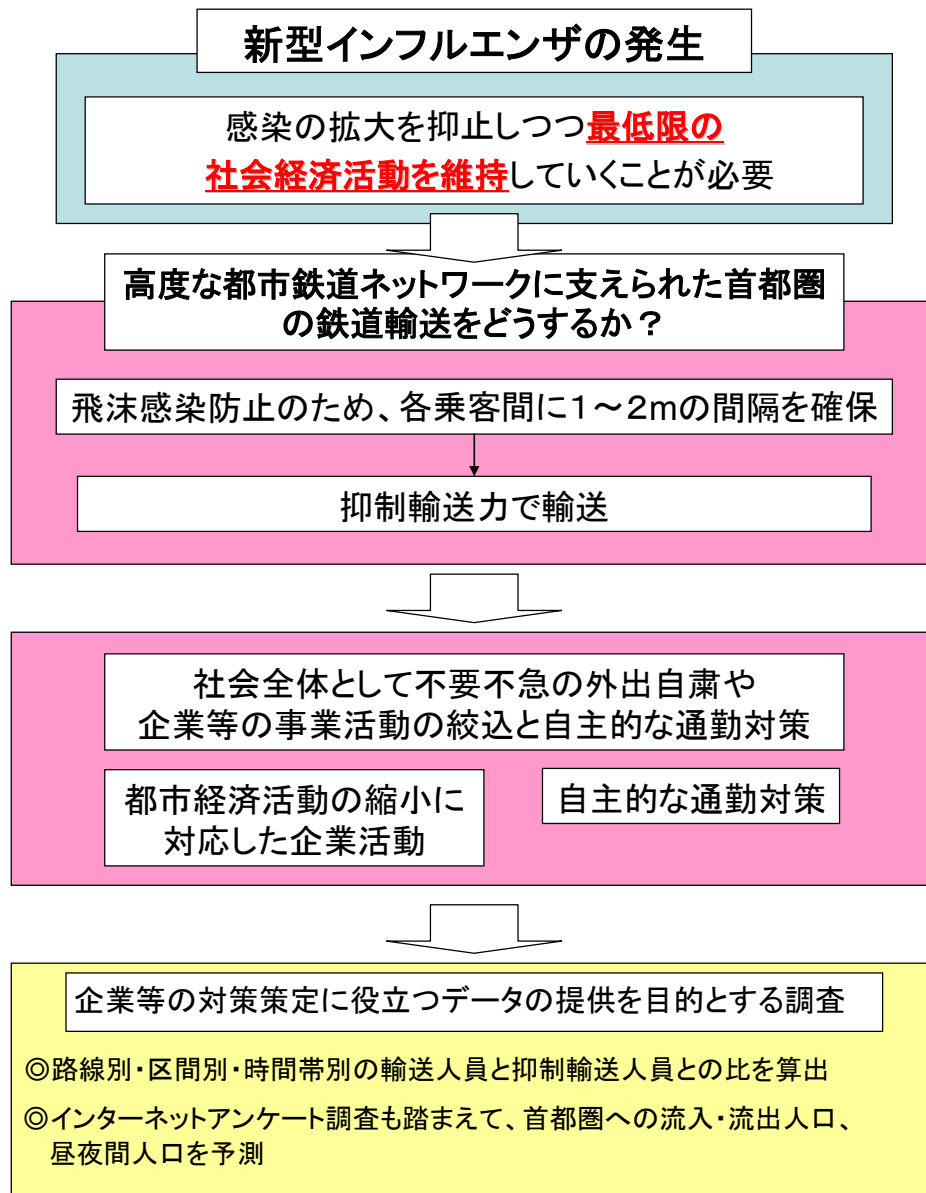 新型インフルエンザの発生
感染の拡大を抑止しつつ最低限の
社会経済活動を維持していくことが必要
高度な都市鉄道ネットワークに支えられた首都圏
の鉄道輸送をどうするか？
飛沫感染防止のため、各乗客間に１～２mの間隔を確保
抑制輸送力で輸送
社会全体として不要不急の外出自粛や
企業等の事業活動の絞込と自主的な通勤対策
都市経済活動の縮小に
対応した企業活動
自主的な通勤対策
企業等の対策策定に役立つデータの提供を目的とする調査
◎路線別・区間別・時間帯別の輸送人員と抑制輸送人員との比を算出
◎インターネットアンケート調査も踏まえて、首都圏への流入・流出人口、
昼夜間人口を予測